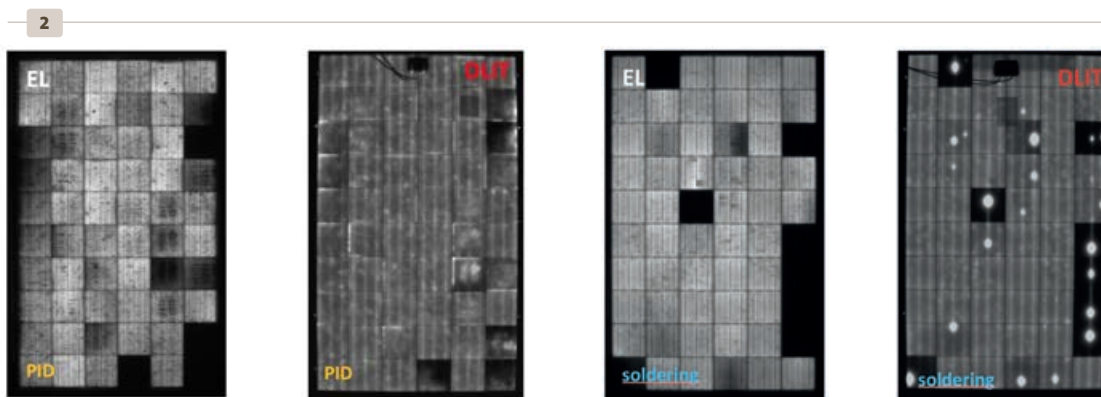 2
EL
PID
DLIT
PID
EL
soldering
DLIT
soldering